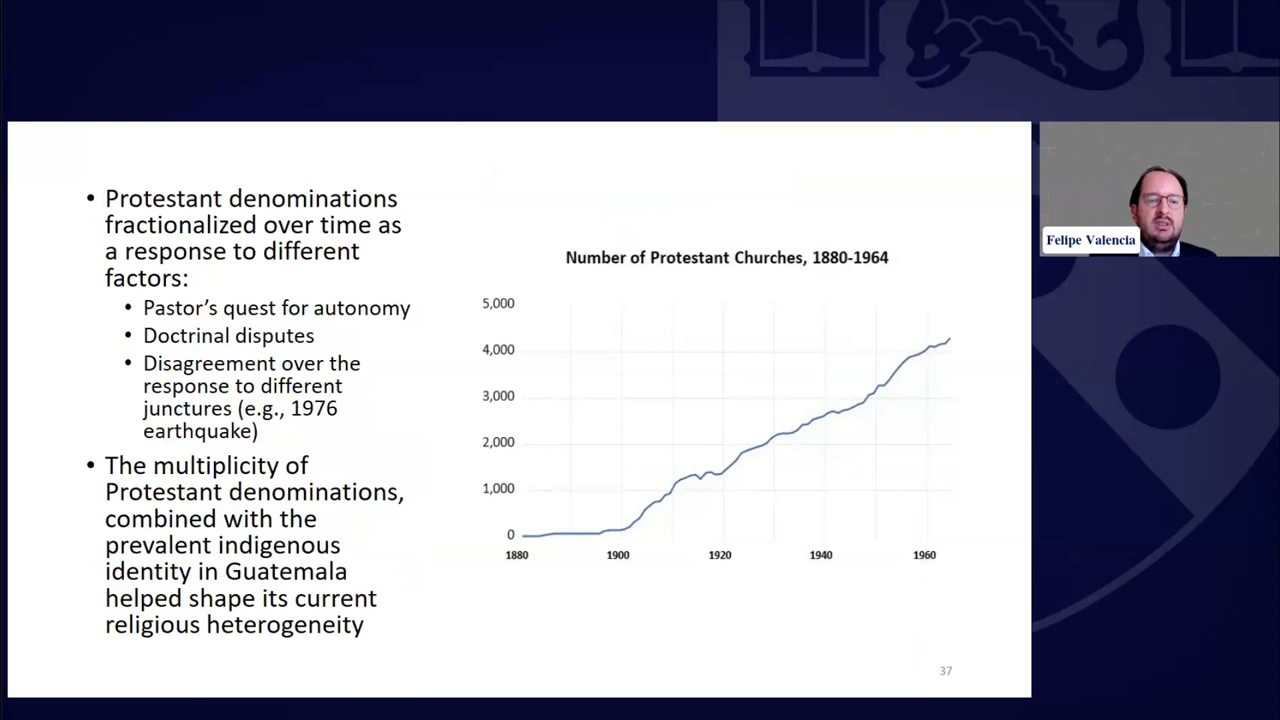 • Protestant denominations
fractionalized over time as
a response to different
factors:
• Pastor’s quest for autonomy
• Doctrinal disputes
• Disagreement over the
response to different
junctures (e.g., 1976
earthquake)
• The multiplicity of
Protestant denominations,
combined with the
prevalent indigenous
identity in Guatemala
helped shape its current
religious heterogeneity
Number of Protestant Churches, 1880-1964
5,000
4,000
3,000
2,000
1,000
0
1880 1900 1920 1940 1960
37
Felipe Valencia